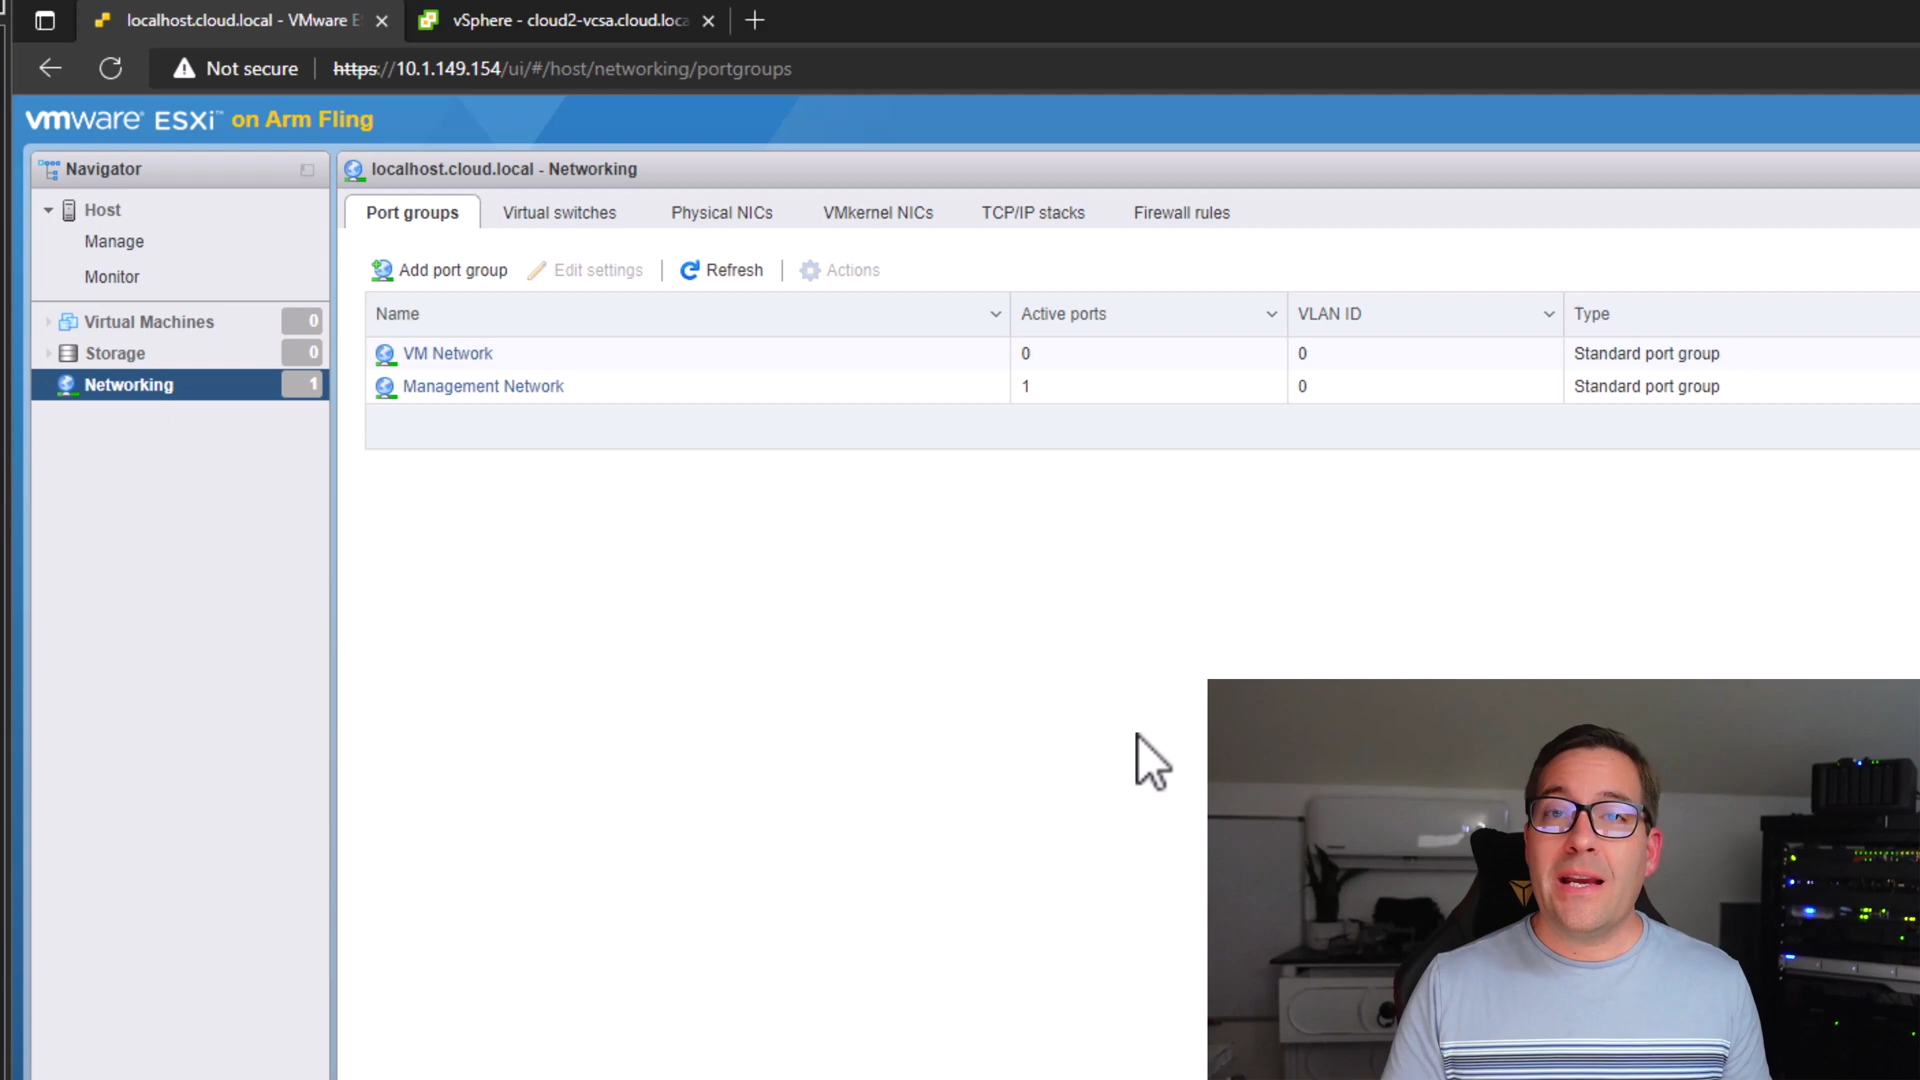 localhost.cloud.local - VMware E
vSphere - cloud2-vcsa.cloud.loca
Not secure
https://10.1.149.154/ui/#/host/networking/portgroups
vmware ESXi™ on Arm Fling
Navigator
localhost.cloud.local - Networking
Host
Manage
Monitor
Virtual Machines 0
Storage 0
Networking 1
Port groups Virtual switches Physical NICs VMkernel NICs TCP/IP stacks Firewall rules
Add port group Edit settings Refresh Actions
Name Active ports VLAN ID Type
VM Network 0 0 Standard port group
Management Network 1 0 Standard port group